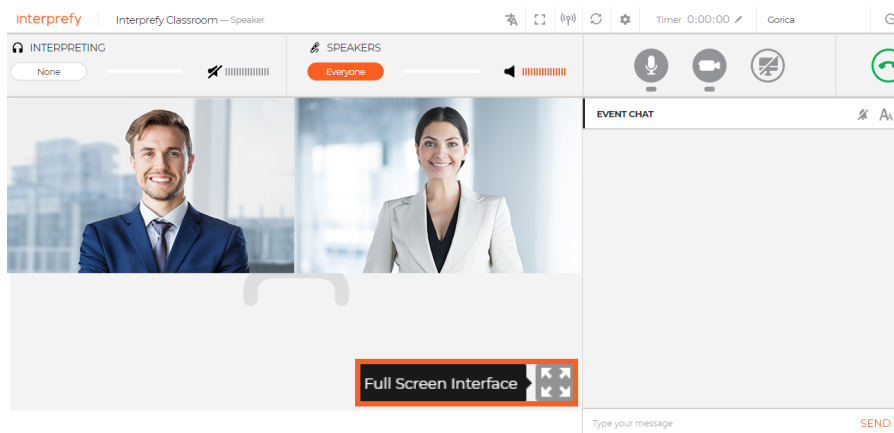 interprefy
Interprefy Classroom — Speaker
Timer 0:00:00
Gorica
INTERPRETING
None
SPEAKERS
Everyone
EVENT CHAT
Full Screen Interface
Type your message
SEND